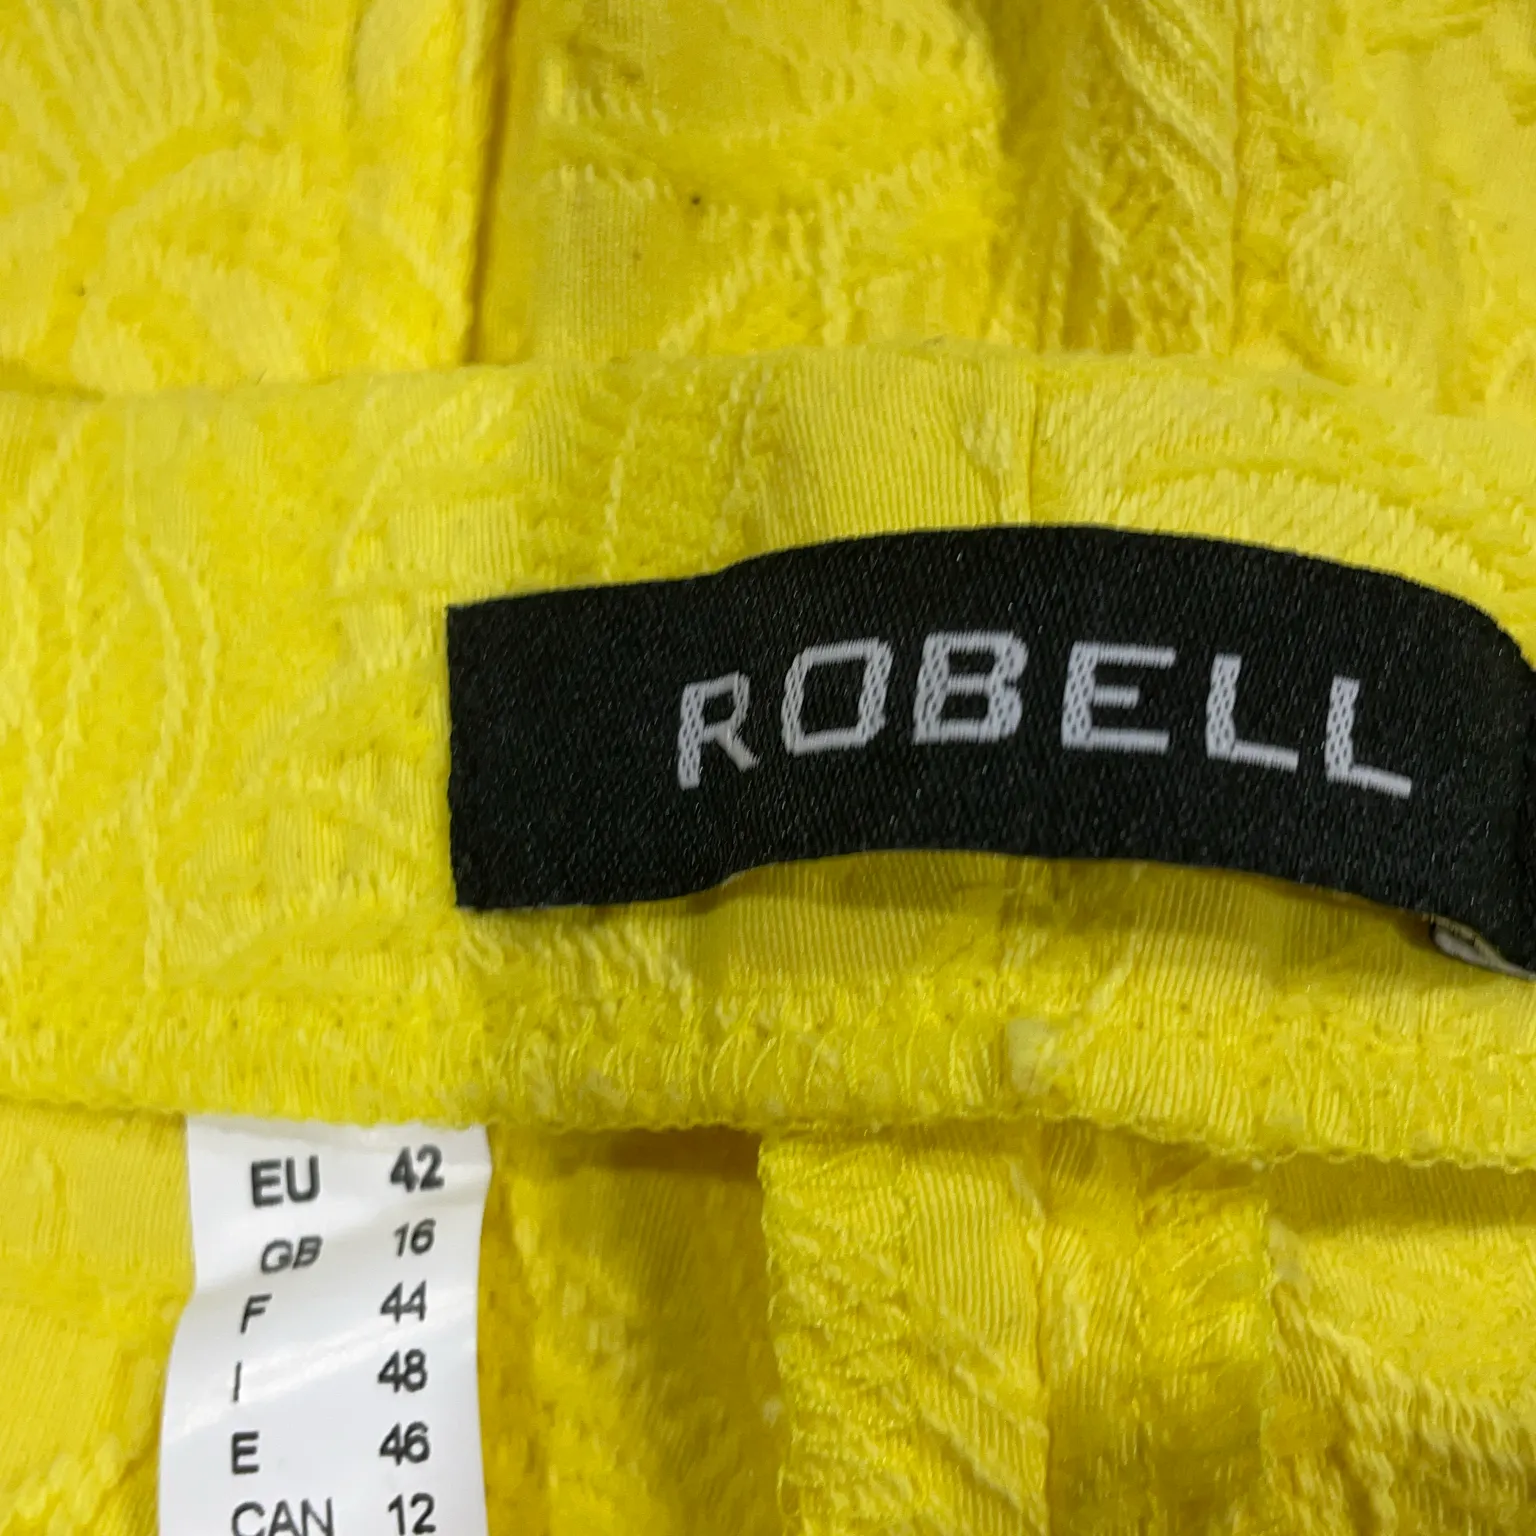 ROBELL
EU 42
GB 16
F 44
I 48
E 46
CAN 12